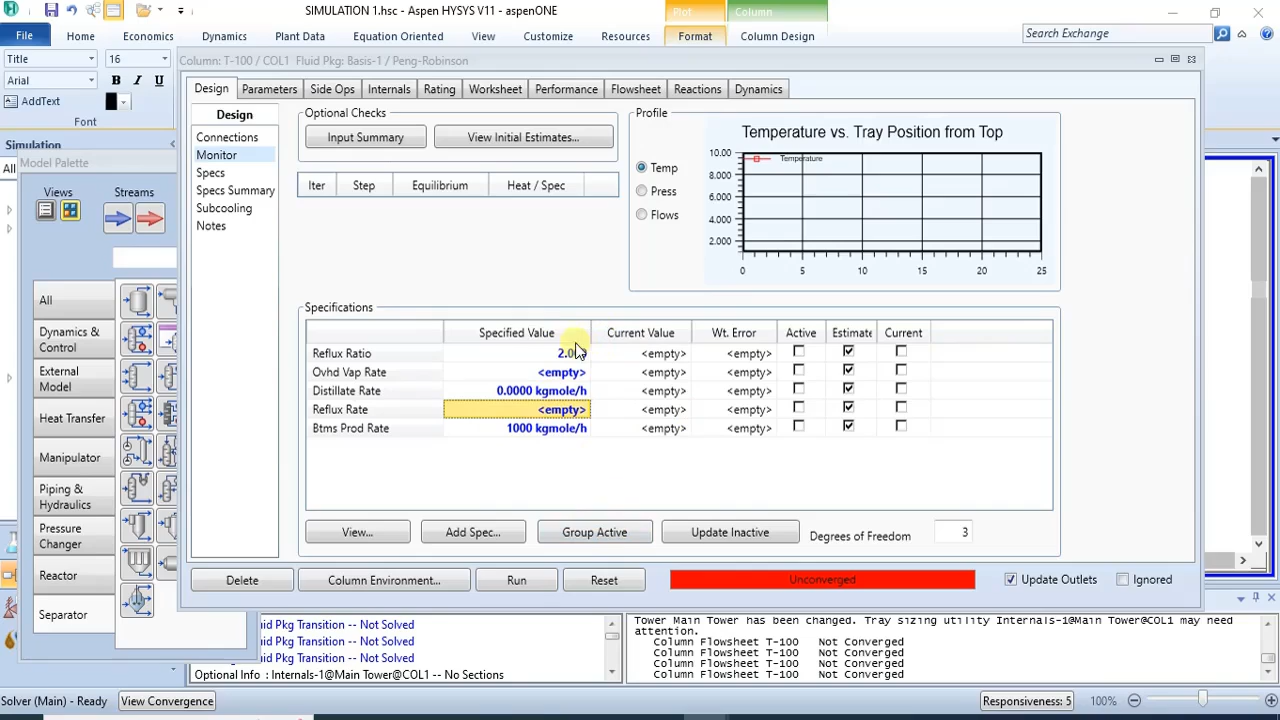 SIMULATION 1.hsc - Aspen HYSYS V11 - aspenONE
Plot
Column
File
Home
Economics
Dynamics
Plant Data
Equation Oriented
View
Customize
Resources
Format
Column Design
Search Exchange
Title
16
Arial
B
I
U
AddText
Font
Simulation
All
Model Palette
Views
Streams
All
Dynamics &
Control
External
Model
Heat Transfer
Manipulator
Piping &
Hydraulics
Pressure
Changer
Reactor
Separator
Column: T-100 / COL1 Fluid Pkg: Basis-1 / Peng-Robinson
Design
Parameters
Side Ops
Internals
Rating
Worksheet
Performance
Flowsheet
Reactions
Dynamics
Design
Connections
Monitor
Specs
Specs Summary
Subcooling
Notes
Optional Checks
Input Summary
View Initial Estimates...
Iter
Step
Equilibrium
Heat / Spec
Profile
Temp
Press
Flows
Temperature vs. Tray Position from Top
Temperature
10.00
8.000
6.000
4.000
2.000
0
5
10
15
20
25
Specifications
Specified Value Current Value Wt. Error Active Estimate Current
Reflux Ratio <empty> <empty>
Ovhd Vap Rate <empty> <empty> <empty>
Distillate Rate 0.0000 kgmole/h <empty> <empty>
Reflux Rate <empty> <empty> <empty>
Btms Prod Rate 1000 kgmole/h <empty> <empty>
View...
Add Spec...
Group Active
Update Inactive
Degrees of Freedom
3
Delete
Column Environment...
Run
Reset
Unconverged
Update Outlets
Ignored
uid Pkg Transition -- Not Solved
uid Pkg Transition -- Not Solved
uid Pkg Transition -- Not Solved
uid Pkg Transition -- Not Solved
Optional Info : Internals-1@Main Tower@COL1 -- No Sections
Tower Main Tower has been changed. Tray sizing utility Internals-1@Main Tower@COL1 may need
attention.
Column Flowsheet T-100 Not Converged
Column Flowsheet T-100 Not Converged
Column Flowsheet T-100 Not Converged
Column Flowsheet T-100 Not Converged
Solver (Main) - Ready
View Convergence
Responsiveness: 5
100%